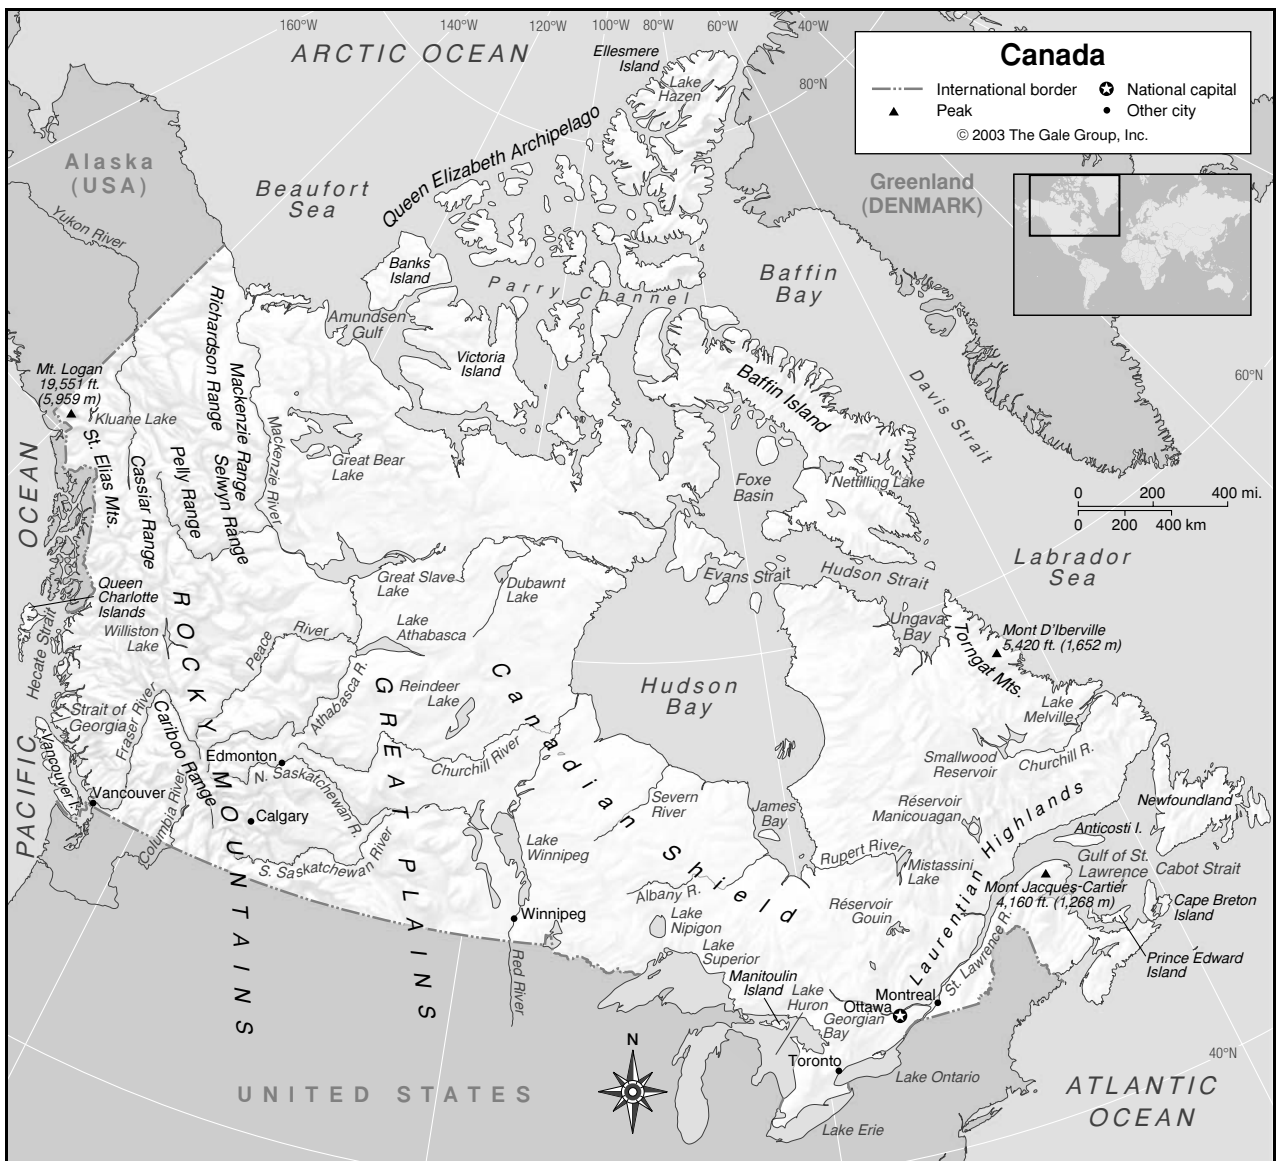 160°W
140°W
120°W
100°W
80°W
60°W
40°W
ARCTIC OCEAN
Ellesmere
Island
Lake
Hazen
80°N
Canada
International border
National capital
Peak
Other city
© 2003 The Gale Group, Inc.
Alaska
(USA)
Yukon River
Beaufort
Sea
Queen Elizabeth Archipelago
Greenland
(DENMARK)
Banks
Island
Parry Channel
Baffin
Bay
Amundsen
Gulf
Victoria
Island
Baffin Island
Davis Strait
60°N
Richardson Range
Mackenzie Range
Mt. Logan
19,551 ft.
(5,959 m)
Kluane Lake
St. Elias Mts.
Cassiar Range
Pelly Range
Selwyn Range
Mackenzie River
Great Bear
Lake
Foxe
Basin
Nettilling Lake
0 200 400 mi.
0 200 400 km
PACIFIC OCEAN
Queen
Charlotte
Islands
Hecate Strait
Williston
Lake
Great Slave
Lake
Dubawnt
Lake
Evans Strait
Hudson Strait
Labrador
Sea
Lake
Athabasca
Peace River
Athabasca R.
Reindeer
Lake
Ungava
Bay
Torngat Mts.
Mont D'Iberville
5,420 ft. (1,652 m)
Hudson
Bay
Lake
Melville
Strait of
Georgia
Fraser River
Cariboo Range
ROCKY MOUNTAINS
GREAT PLAINS
Canadian Shield
Edmonton
N. Saskatchewan R.
Churchill River
Smallwood
Reservoir
Churchill R.
Vancouver I.
Vancouver
Columbia River
Calgary
S. Saskatchewan River
Severn
River
James
Bay
Réservoir
Manicouagan
Newfoundland
Lake
Winnipeg
Rupert River
Mistassini
Lake
Laurentian Highlands
Anticosti I.
Gulf of St.
Lawrence
Cabot Strait
Mont Jacques-Cartier
4,160 ft. (1,268 m)
Cape Breton
Island
Albany R.
Réservoir
Gouin
Winnipeg
Lake
Nipigon
Lake
Superior
Red River
Manitoulin
Island
Lake
Huron
Georgian
Bay
Ottawa
Montreal
St. Lawrence R.
Prince Edward
Island
N
Toronto
Lake Ontario
Lake Erie
UNITED STATES
40°N
ATLANTIC
OCEAN